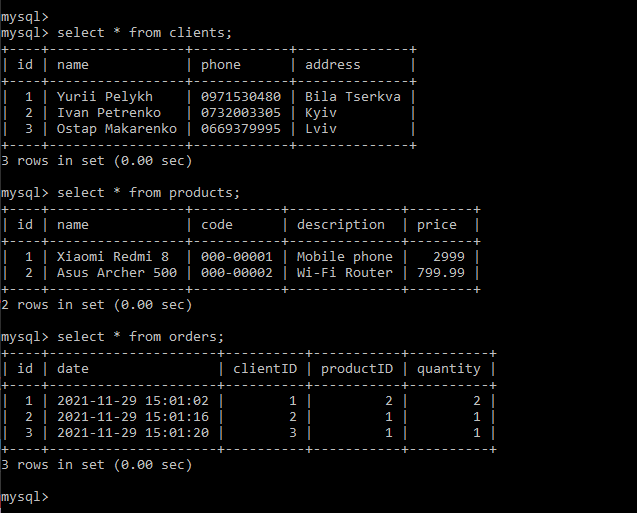 mysql>
mysql> select * from clients;
+----+-----------------+------------+--------------+
| id | name            | phone      | address      |
+----+-----------------+------------+--------------+
|  1 | Yurii Pelykh    | 0971530480 | Bila Tserkva |
|  2 | Ivan Petrenko   | 0732003305 | Kyiv         |
|  3 | Ostap Makarenko | 0669379995 | Lviv         |
+----+-----------------+------------+--------------+
3 rows in set (0.00 sec)

mysql> select * from products;
+----+-----------------+-----------+--------------+--------+
| id | name            | code      | description  | price  |
+----+-----------------+-----------+--------------+--------+
|  1 | Xiaomi Redmi 8  | 000-00001 | Mobile phone |   2999 |
|  2 | Asus Archer 500 | 000-00002 | Wi-Fi Router | 799.99 |
+----+-----------------+-----------+--------------+--------+
2 rows in set (0.00 sec)

mysql> select * from orders;
+----+---------------------+----------+-----------+----------+
| id | date                | clientID | productID | quantity |
+----+---------------------+----------+-----------+----------+
|  1 | 2021-11-29 15:01:02 |        1 |         2 |        2 |
|  2 | 2021-11-29 15:01:16 |        2 |         1 |        1 |
|  3 | 2021-11-29 15:01:20 |        3 |         1 |        1 |
+----+---------------------+----------+-----------+----------+
3 rows in set (0.00 sec)

mysql>